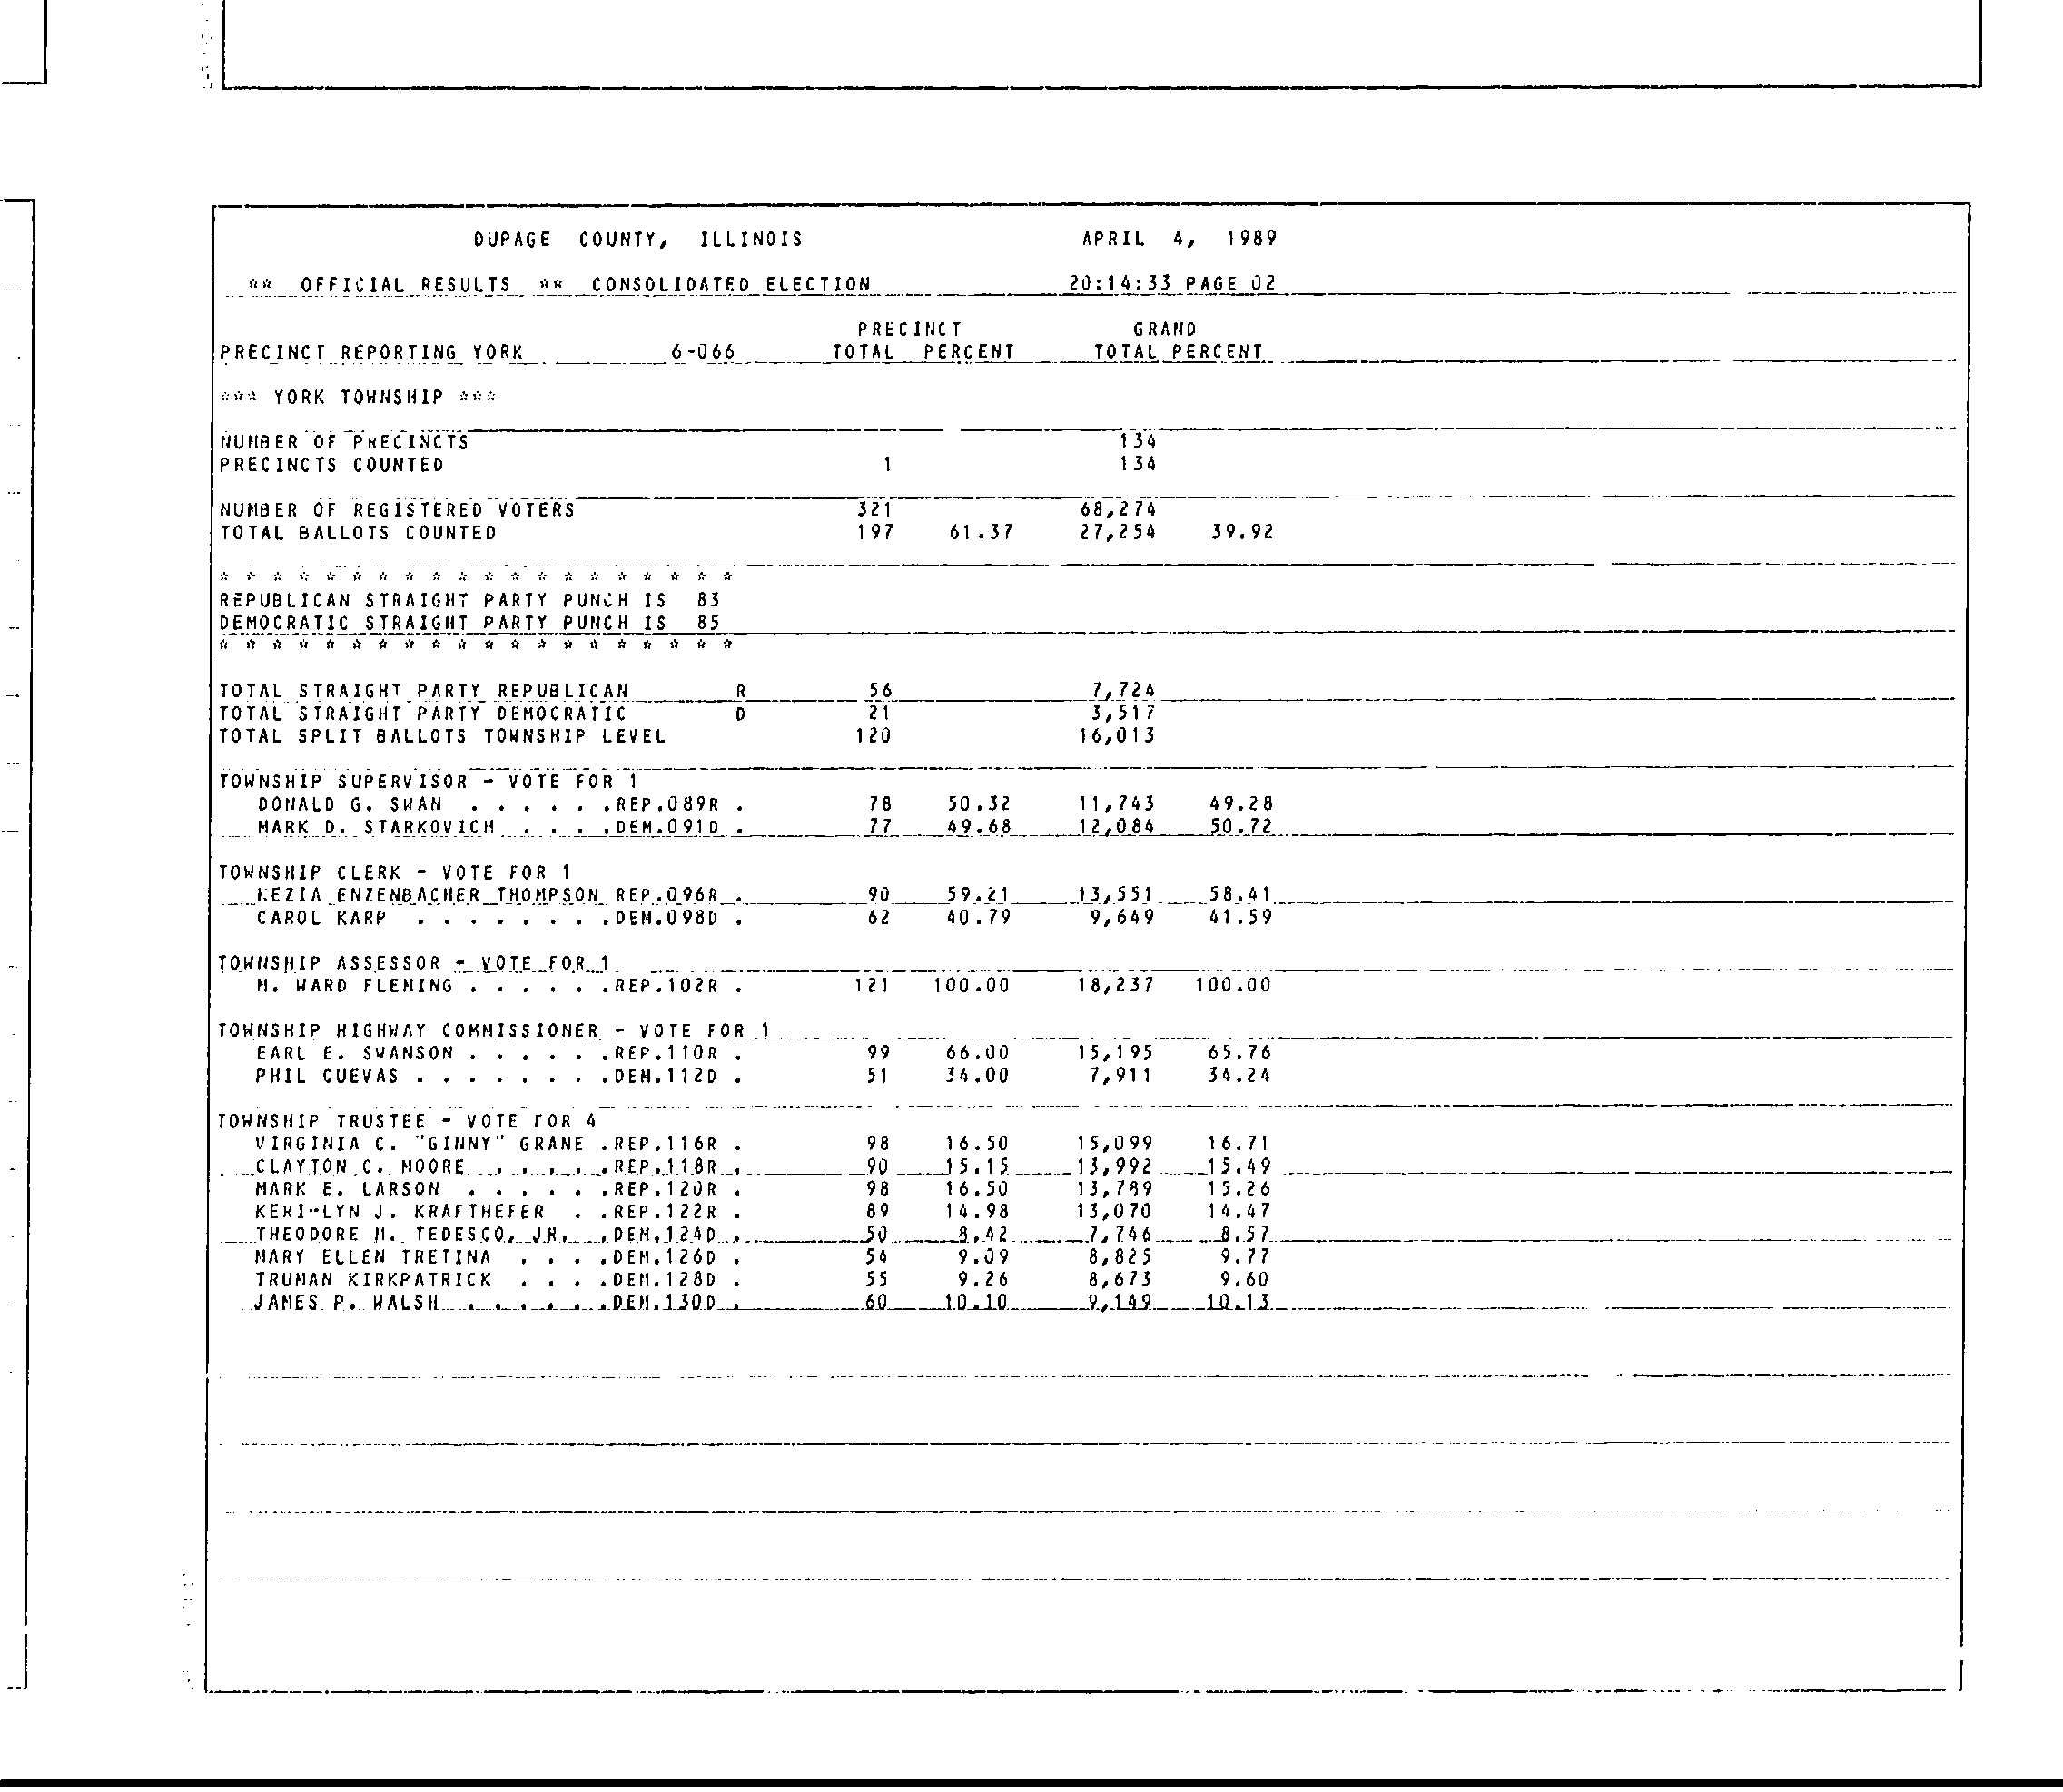 DUPAGE COUNTY, ILLINOIS APRIL 4, 1989
** OFFICIAL RESULTS ** CONSOLIDATED ELECTION 20:14:33 PAGE 02
PRECINCT GRAND
PRECINCT REPORTING YORK 6-066 TOTAL PERCENT TOTAL PERCENT
*** YORK TOWNSHIP ***
NUMBER OF PRECINCTS 134
PRECINCTS COUNTED 1 134
NUMBER OF REGISTERED VOTERS 321 68,274
TOTAL BALLOTS COUNTED 197 61.37 27,254 39.92
* * * * * * * * * * * * * * * * * * * *
REPUBLICAN STRAIGHT PARTY PUNCH IS 83
DEMOCRATIC STRAIGHT PARTY PUNCH IS 85
* * * * * * * * * * * * * * * * * * * *
TOTAL STRAIGHT PARTY REPUBLICAN R 56 7,724
TOTAL STRAIGHT PARTY DEMOCRATIC D 21 3,517
TOTAL SPLIT BALLOTS TOWNSHIP LEVEL 120 16,013
TOWNSHIP SUPERVISOR - VOTE FOR 1
DONALD G. SWAN . . . . . .REP.089R . 78 50.32 11,743 49.28
MARK D. STARKOVICH . . . .DEM.091D . 77 49.68 12,084 50.72
TOWNSHIP CLERK - VOTE FOR 1
KEZIA ENZENBACHER THOMPSON REP.096R . 90 59.21 13,551 58.41
CAROL KARP . . . . . . . .DEM.098D . 62 40.79 9,649 41.59
TOWNSHIP ASSESSOR - VOTE FOR 1
M. WARD FLEMING . . . . . .REP.102R . 121 100.00 18,237 100.00
TOWNSHIP HIGHWAY COMMISSIONER - VOTE FOR 1
EARL E. SWANSON . . . . . .REP.110R . 99 66.00 15,195 65.76
PHIL CUEVAS . . . . . . . .DEM.112D . 51 34.00 7,911 34.24
TOWNSHIP TRUSTEE - VOTE FOR 4
VIRGINIA C. "GINNY" GRANE .REP.116R . 98 16.50 15,099 16.71
CLAYTON C. MOORE . . . . .REP.118R . 90 15.15 13,992 15.49
MARK E. LARSON . . . . . .REP.120R . 98 16.50 13,789 15.26
KERI-LYN J. KRAFTHEFER . .REP.122R . 89 14.98 13,070 14.47
THEODORE M. TEDESCO, JR. .DEM.124D . 50 8.42 7,746 8.57
MARY ELLEN TRETINA . . . .DEM.126D . 54 9.09 8,825 9.77
TRUMAN KIRKPATRICK . . . .DEM.128D . 55 9.26 8,673 9.60
JAMES P. WALSH . . . . . .DEM.130D . 60 10.10 9,149 10.13